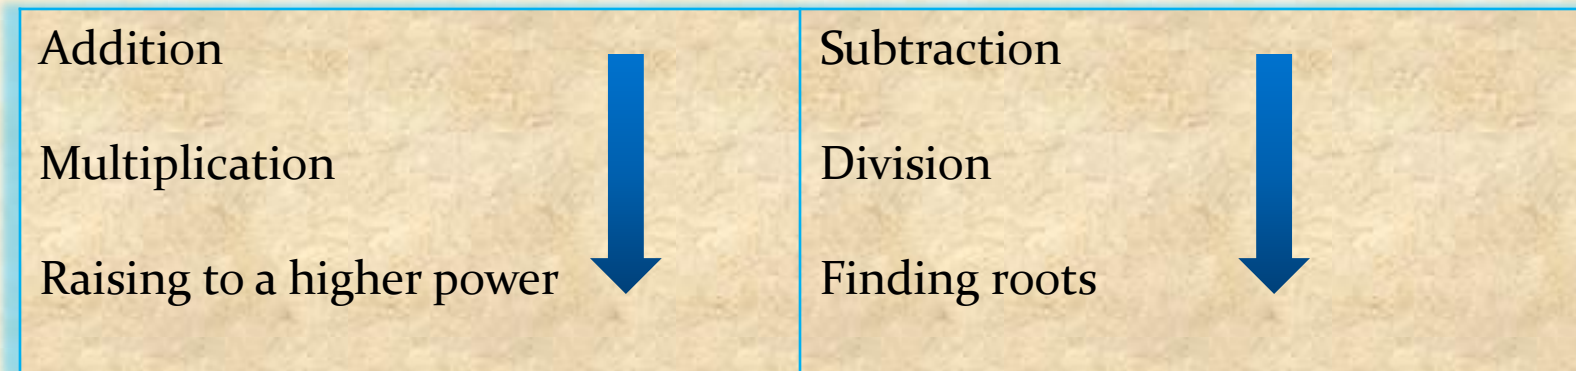 Addition
Multiplication
Raising to a higher power
Subtraction
Division
Finding roots